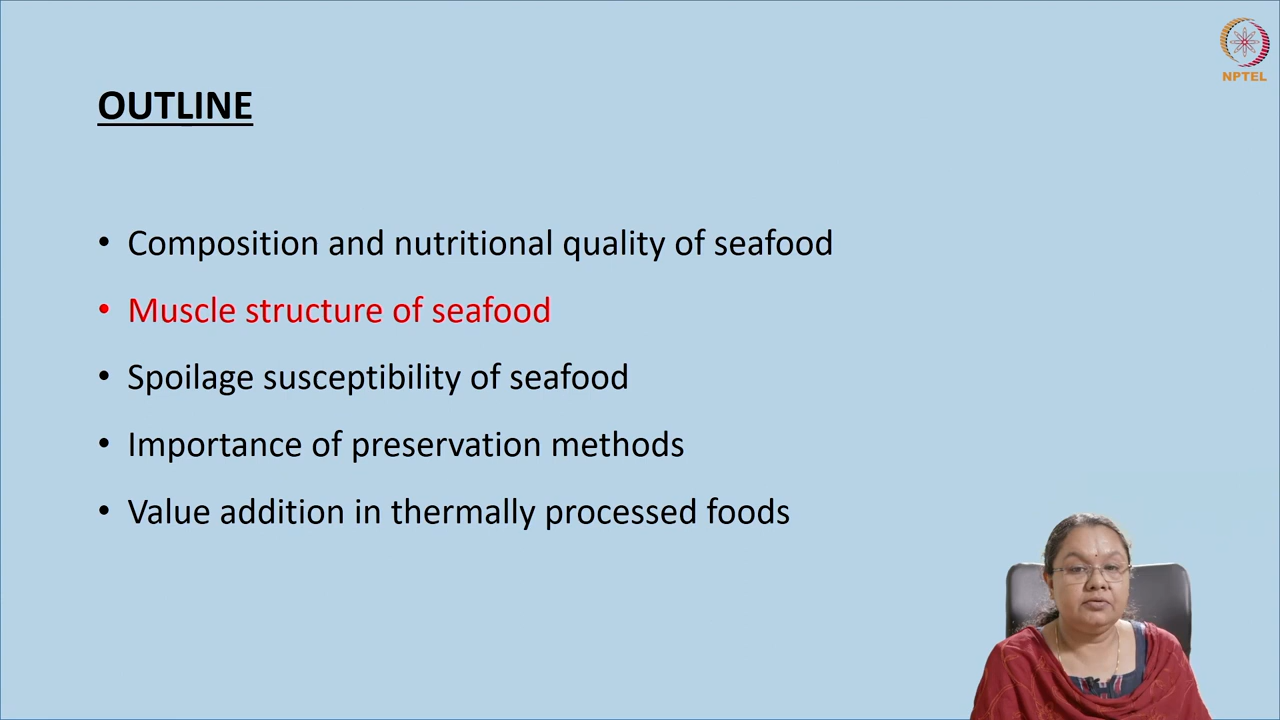 NPTEL
OUTLINE
• Composition and nutritional quality of seafood
• Muscle structure of seafood
• Spoilage susceptibility of seafood
• Importance of preservation methods
• Value addition in thermally processed foods